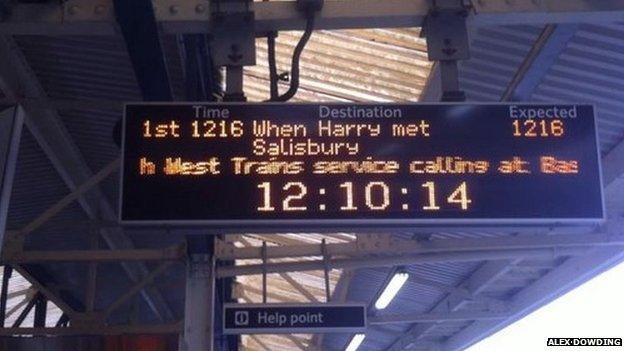 Time Destination Expected
1st 1216 When Harry met 1216
Salisbury
h West Trains service calling at: Bas
12:10:14
Help point
ALEX-DOWDING